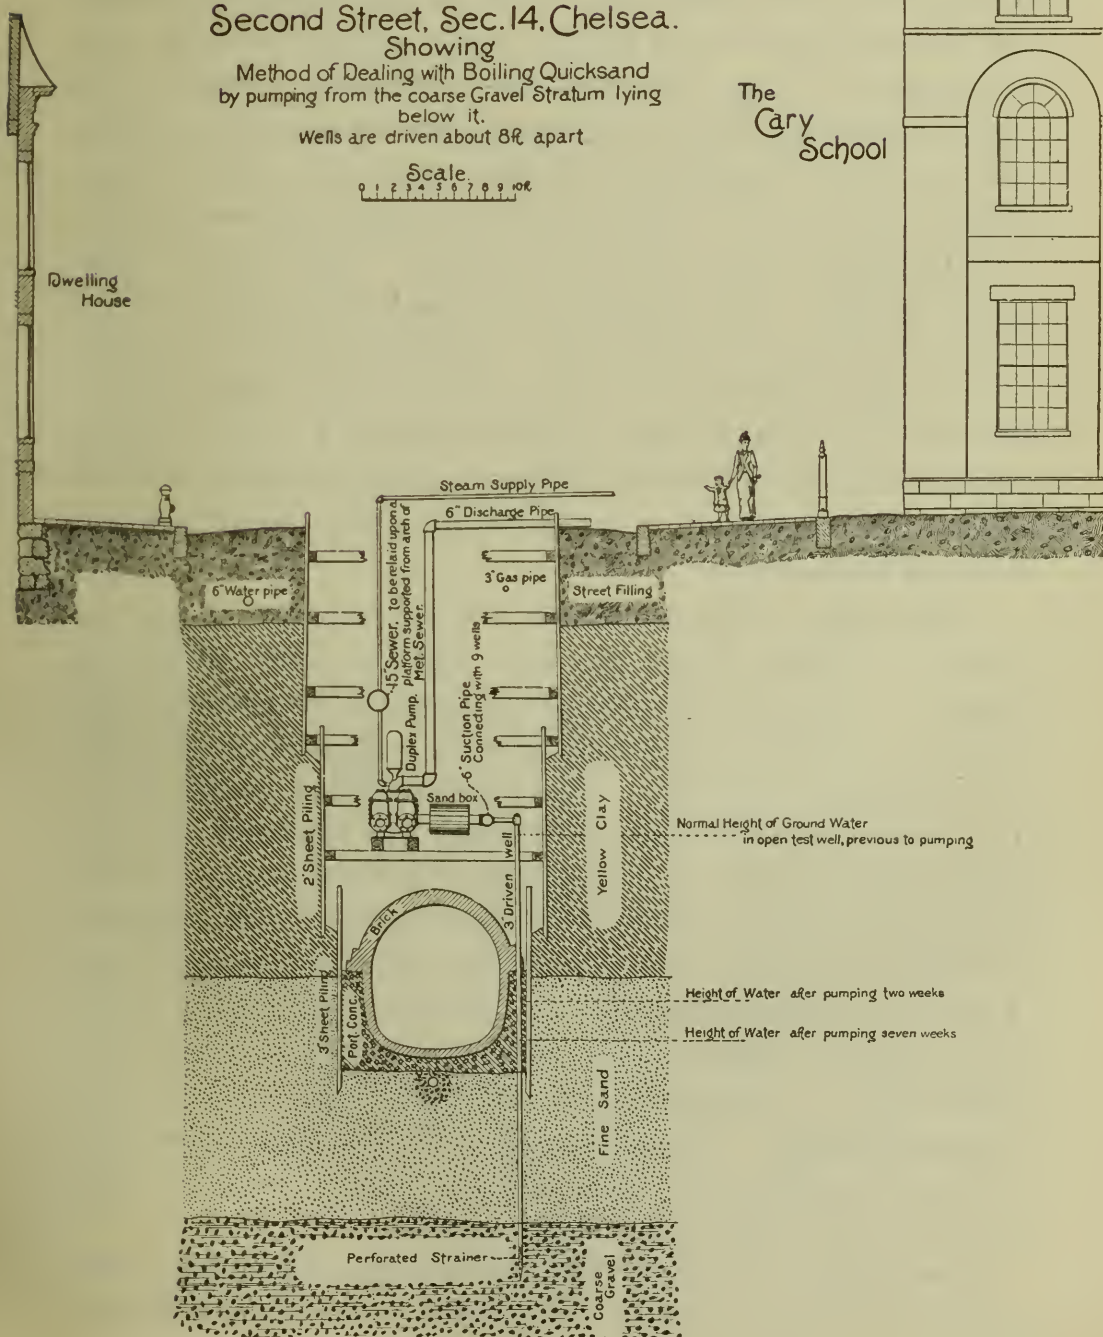 Second Street, Sec. 14, Chelsea.
Showing
Method of Dealing with Boiling Quicksand
by pumping from the coarse Gravel Stratum lying
below it.
Wells are driven about 8ft. apart
Scale.
0 1 2 3 4 5 6 7 8 9 10ft.
The
Cary
School
Dwelling
House
Steam Supply Pipe
6" Discharge Pipe
6" Water pipe
15" Sewer, to be relaid upon a
platform supported from arch of
Met. Sewer.
3" Gas pipe
Street Filling
Duplex Pump.
6" Suction Pipe
Connecting with 9 wells
Sand box
2" Sheet Piling
Yellow Clay
Normal Height of Ground Water
in open test well, previous to pumping
3" Driven well
Brick
3" Sheet Piling
Port. Conc.
Height of Water after pumping two weeks
Height of Water after pumping seven weeks
Fine Sand
Perforated Strainer
Coarse
Gravel